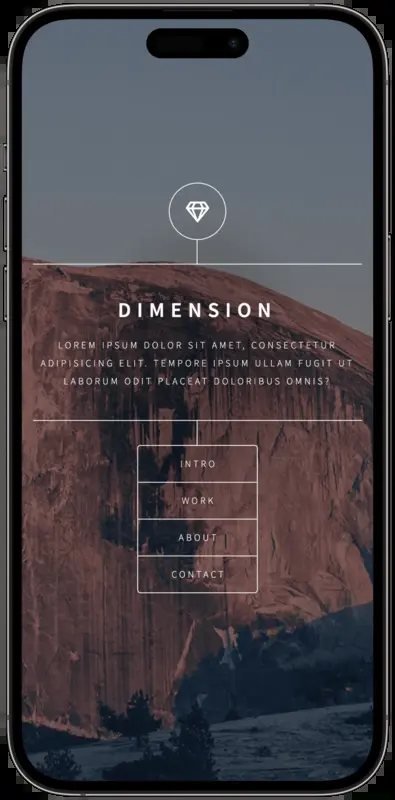 DIMENSION
LOREM IPSUM DOLOR SIT AMET, CONSECTETUR
ADIPISICING ELIT. TEMPORE IPSUM ULLAM FUGIT UT
LABORUM ODIT PLACEAT DOLORIBUS OMNIS?
INTRO
WORK
ABOUT
CONTACT